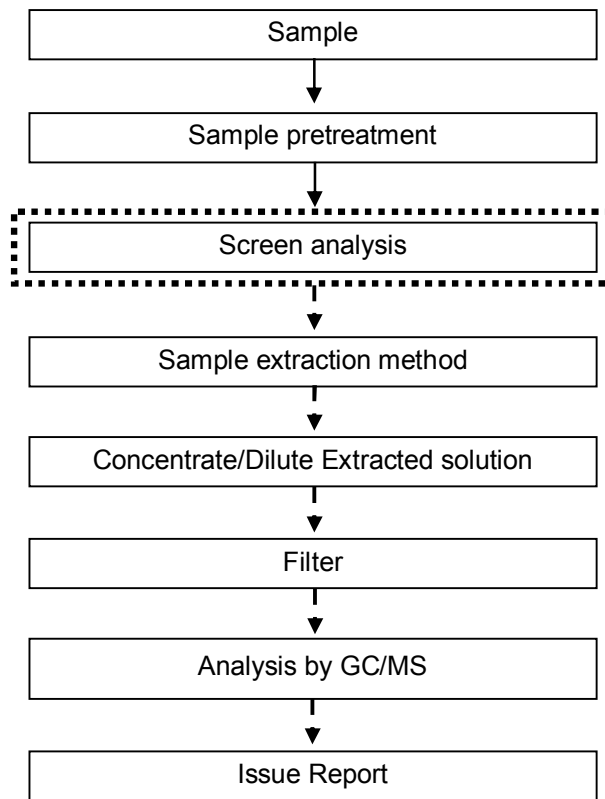 Sample
Sample pretreatment
Screen analysis
Sample extraction method
Concentrate/Dilute Extracted solution
Filter
Analysis by GC/MS
Issue Report